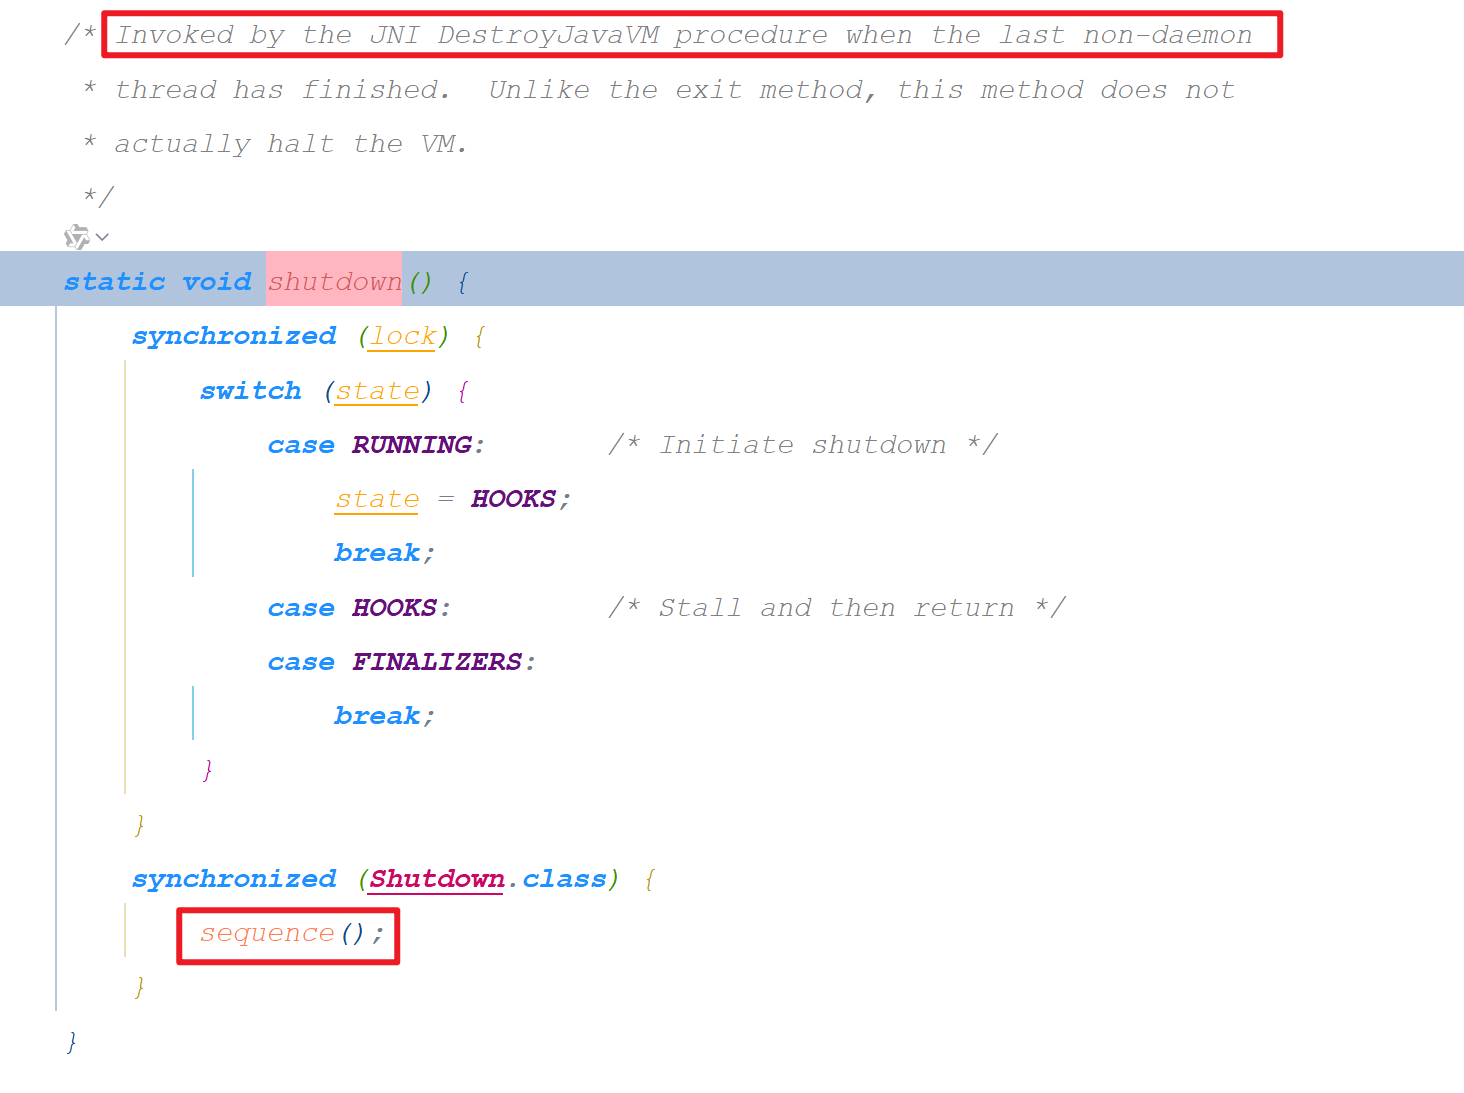 /* Invoked by the JNI DestroyJavaVM procedure when the last non-daemon
 * thread has finished.  Unlike the exit method, this method does not
 * actually halt the VM.
 */
static void shutdown() {
    synchronized (lock) {
        switch (state) {
            case RUNNING:       /* Initiate shutdown */
                state = HOOKS;
                break;
            case HOOKS:         /* Stall and then return */
            case FINALIZERS:
                break;
        }
    }
    synchronized (Shutdown.class) {
        sequence();
    }
}